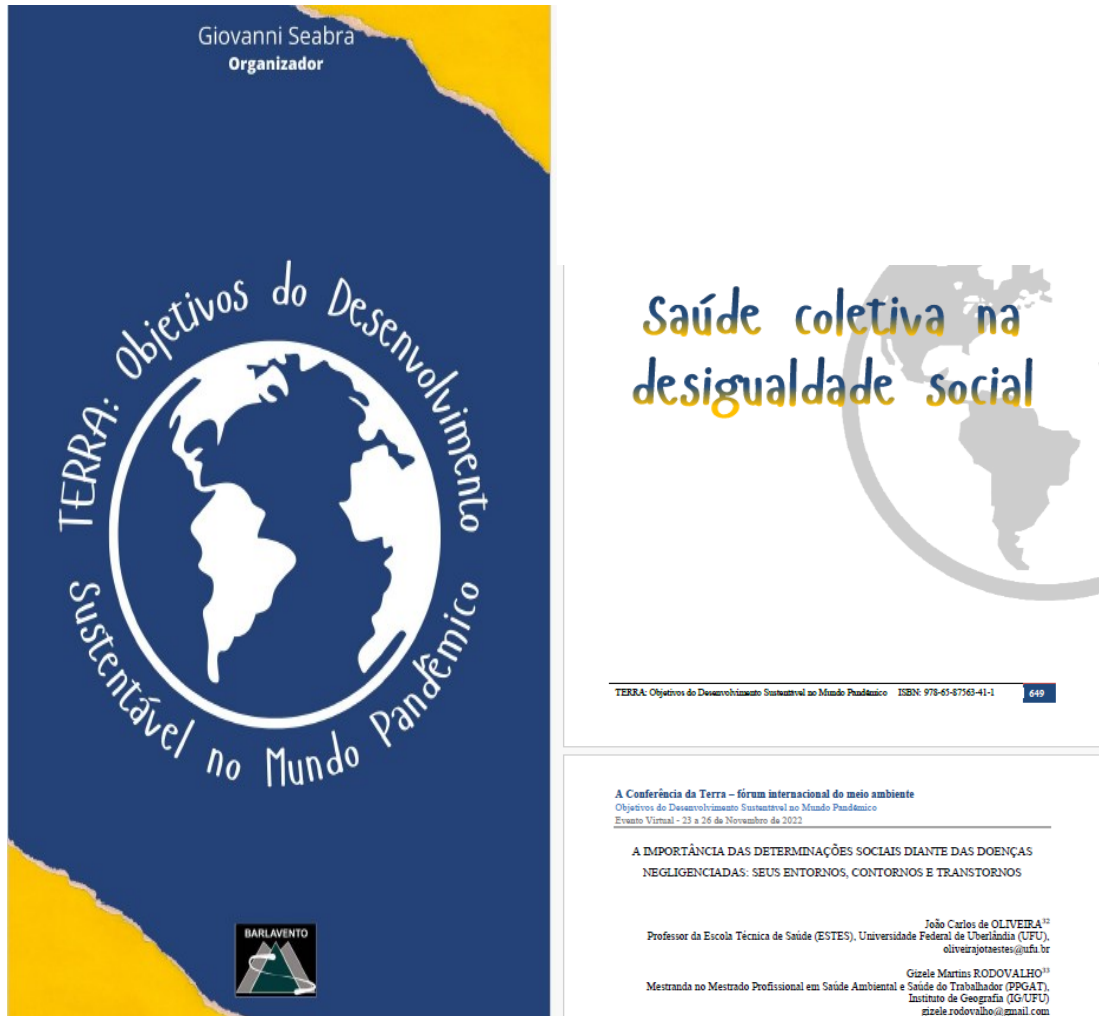 Giovanni Seabra
Organizador
TERRA: Objetivos do Desenvolvimento
Sustentável no Mundo Pandêmico
BARLAVENTO
Saúde coletiva na
desigualdade social
TERRA: Objetivos do Desenvolvimento Sustentável no Mundo Pandêmico ISBN: 978-65-87563-41-1 649
A Conferência da Terra – fórum internacional do meio ambiente
Objetivos do Desenvolvimento Sustentável no Mundo Pandêmico
Evento Virtual - 23 a 26 de Novembro de 2022
A IMPORTÂNCIA DAS DETERMINAÇÕES SOCIAIS DIANTE DAS DOENÇAS
NEGLIGENCIADAS: SEUS ENTORNOS, CONTORNOS E TRANSTORNOS
João Carlos de OLIVEIRA³²
Professor da Escola Técnica de Saúde (ESTES), Universidade Federal de Uberlândia (UFU),
oliveirajotaestes@ufu.br
Gizele Martins RODOVALHO³³
Mestranda no Mestrado Profissional em Saúde Ambiental e Saúde do Trabalhador (PPGAT),
Instituto de Geografia (IG/UFU)
gizele.rodovalho@gmail.com